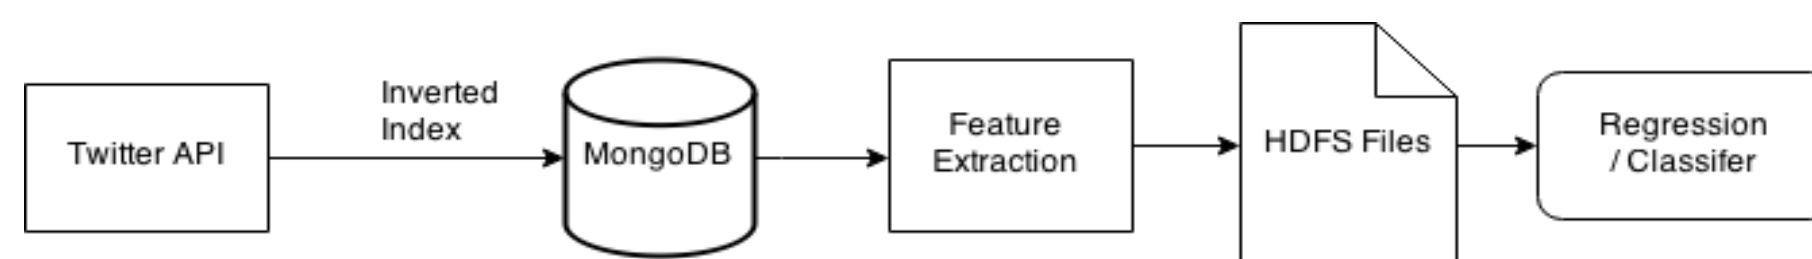 Twitter API
Inverted
Index
MongoDB
Feature
Extraction
HDFS Files
Regression
/ Classifer